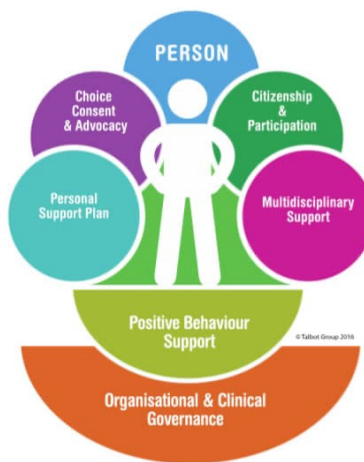 PERSON
Choice
Consent
& Advocacy
Citizenship
&
Participation
Personal
Support Plan
Multidisciplinary
Support
Positive Behaviour
Support
© Talbot Group 2016
Organisational & Clinical
Governance